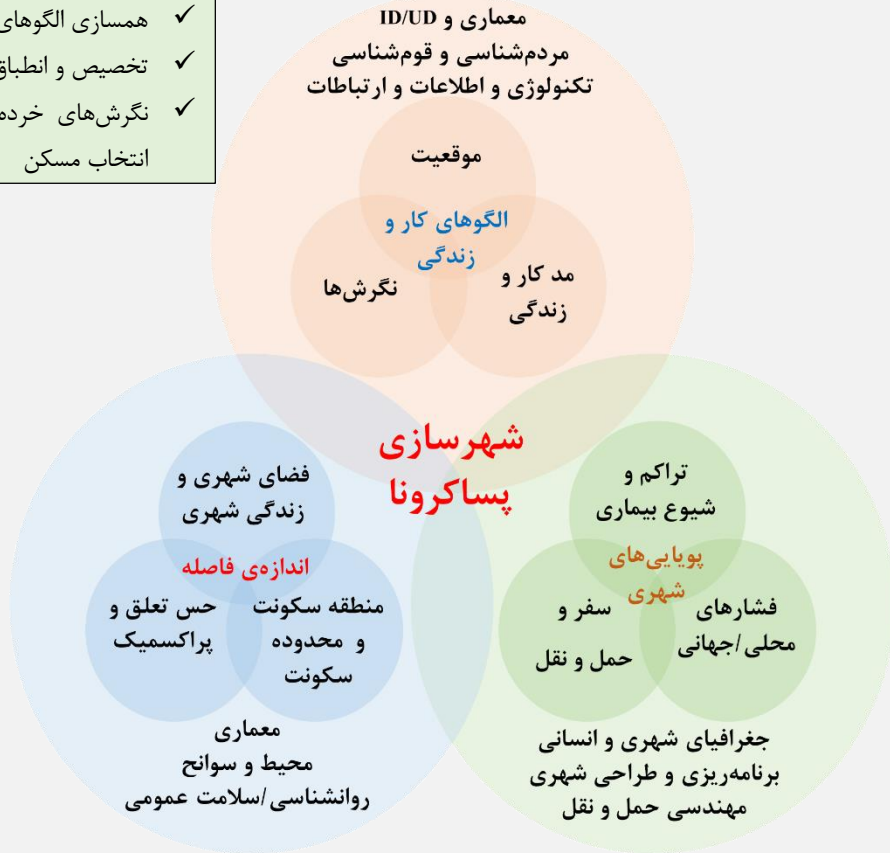 ✓ همسازی الگوهای
✓ تخصیص و انطباق
✓ نگرش‌های خرده
انتخاب مسکن
معماری و ID/UD
مردم‌شناسی و قوم‌شناسی
تکنولوژی و اطلاعات و ارتباطات
موقعیت
الگوهای کار و
زندگی
مد کار و
زندگی
نگرش‌ها
شهرسازی
پساکرونا
تراکم و
شیوع بیماری
پویایی‌های
شهری
فشارهای
محلی/جهانی
سفر و
حمل و نقل
جغرافیای شهری و انسانی
برنامه‌ریزی و طراحی شهری
مهندسی حمل و نقل
فضای شهری و
زندگی شهری
اندازه‌ی فاصله
منطقه سکونت
و محدوده
سکونت
حس تعلق و
پراکسمیک
معماری
محیط و سوانح
روانشناسی/سلامت عمومی